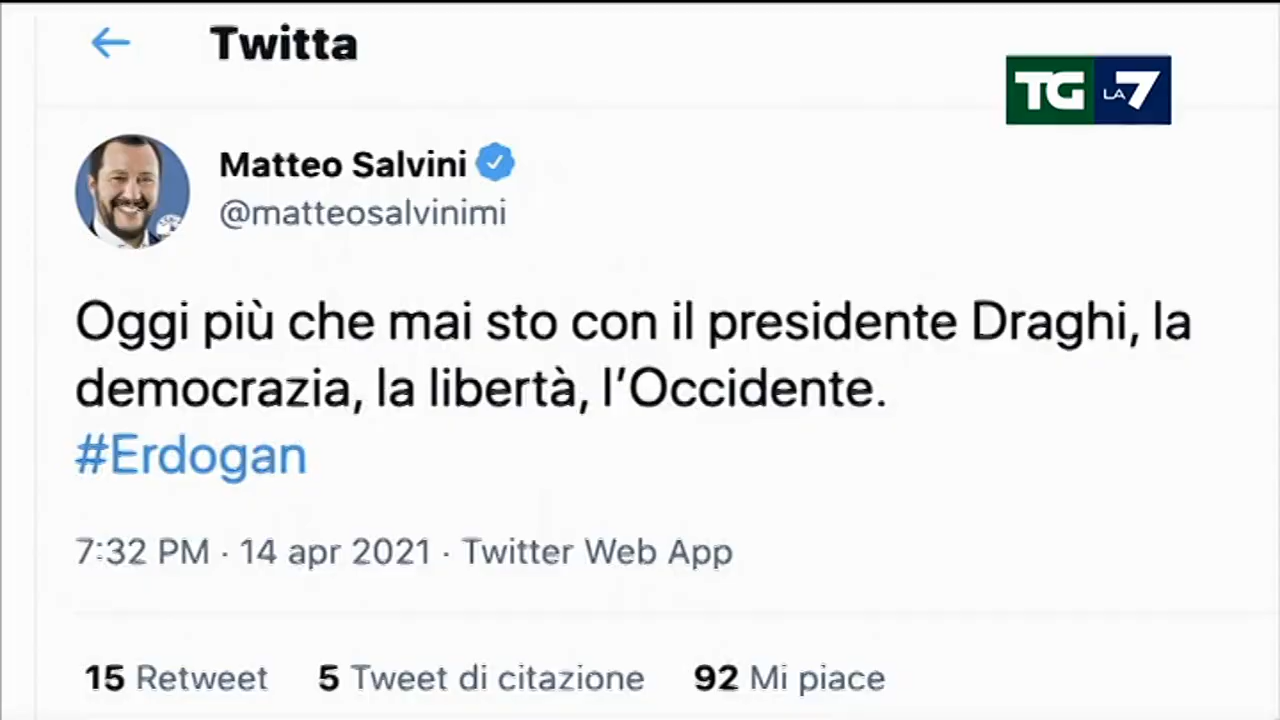 Twitta
TG LA7
Matteo Salvini
@matteosalvinimi
Oggi più che mai sto con il presidente Draghi, la
democrazia, la libertà, l'Occidente.
#Erdogan
7:32 PM · 14 apr 2021 · Twitter Web App
15 Retweet 5 Tweet di citazione 92 Mi piace